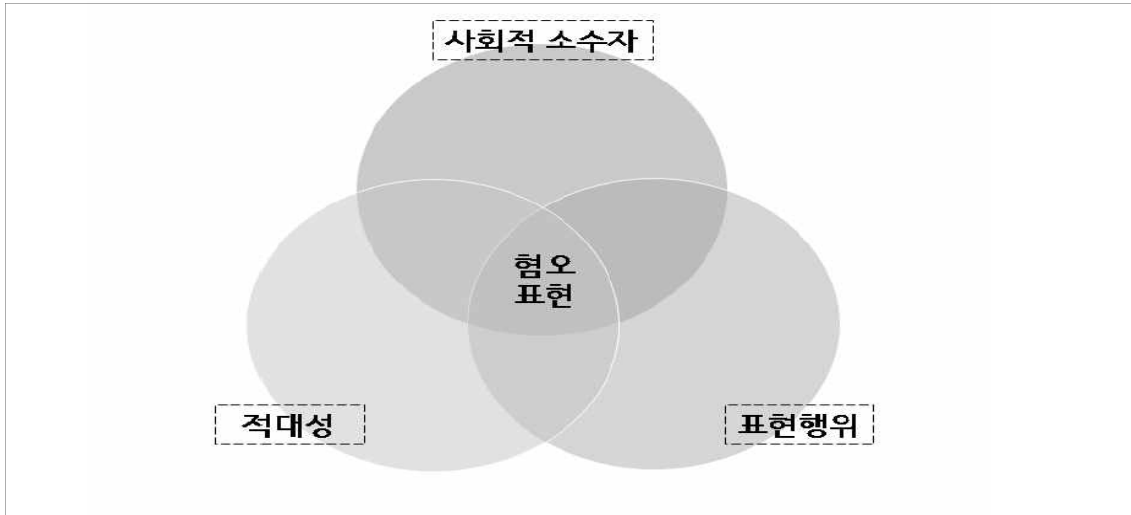 사회적 소수자
혐오
표현
적대성
표현행위